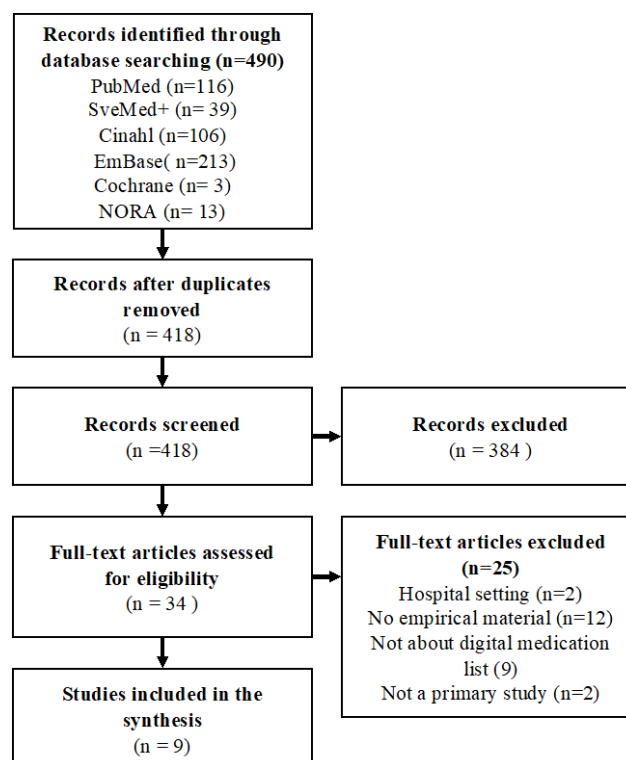 Records identified through
database searching (n=490)
PubMed (n=116)
SveMed+ (n= 39)
Cinahl (n=106)
EmBase( n=213)
Cochrane (n= 3)
NORA (n= 13)
Records after duplicates
removed
(n = 418)
Records screened
(n =418)
Records excluded
(n = 384 )
Full-text articles assessed
for eligibility
(n = 34 )
Full-text articles excluded
(n=25)
Hospital setting (n=2)
No empirical material (n=12)
Not about digital medication
list (9)
Not a primary study (n=2)
Studies included in the
synthesis
(n = 9)